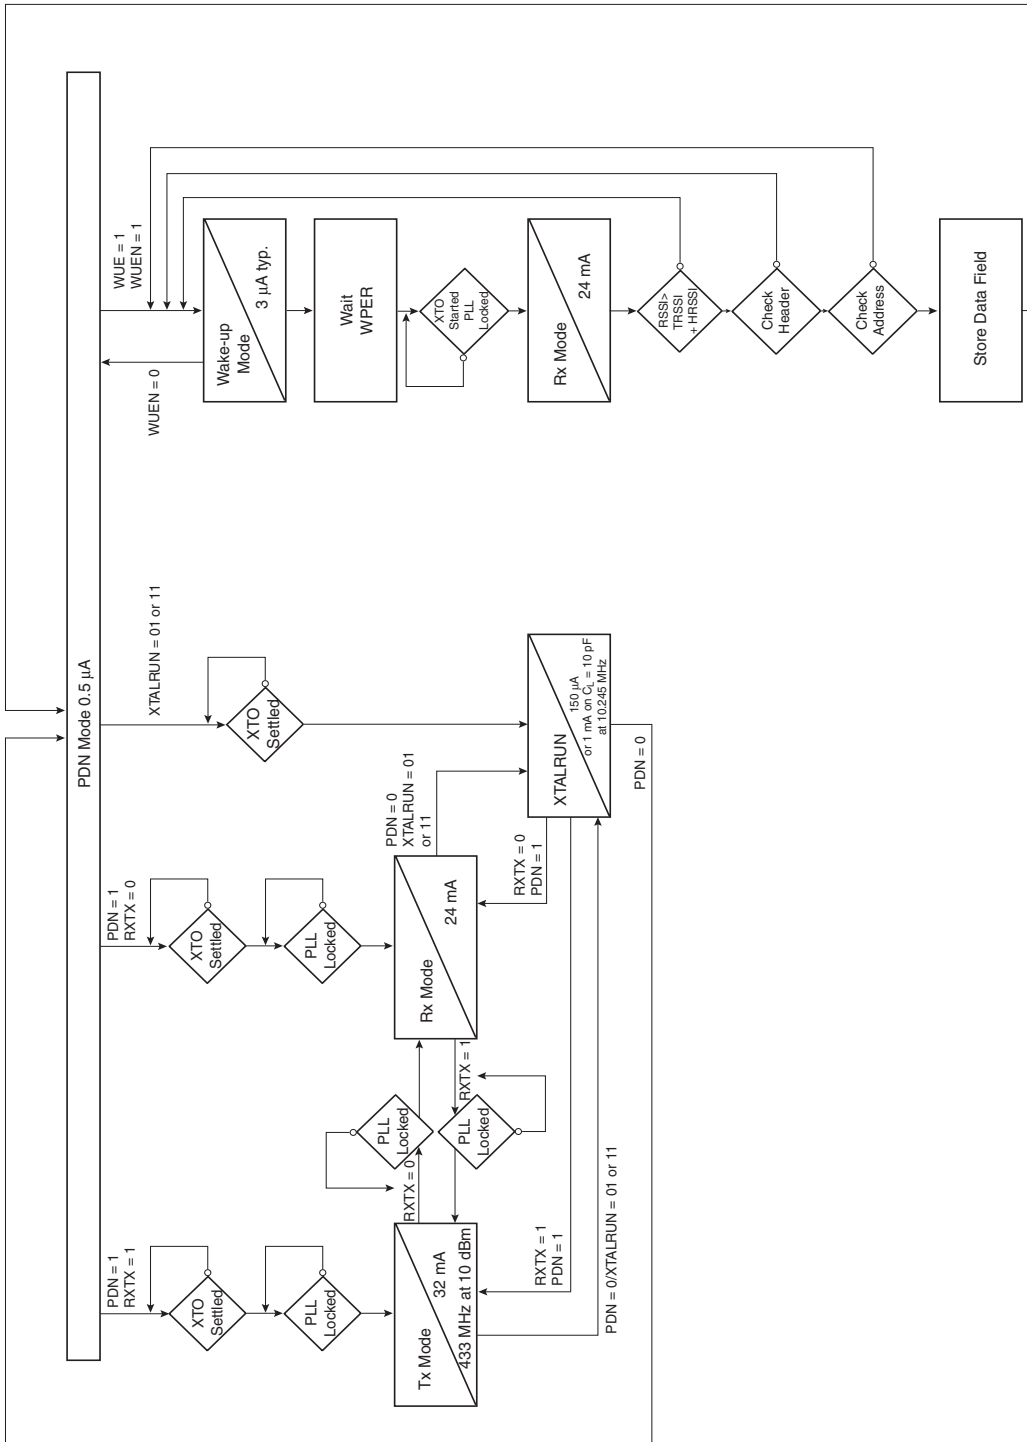 PDN Mode 0.5 µA
PDN = 1
RXTX = 1
XTO
Settled
PLL
Locked
Tx Mode
32 mA
433 MHz at 10 dBm
RXTX = 0
PLL
Locked
RXTX = 1
PLL
Locked
PDN = 1
RXTX = 0
XTO
Settled
PLL
Locked
Rx Mode
24 mA
PDN = 0
XTALRUN = 01
or 11
RXTX = 0
PDN = 1
RXTX = 1
PDN = 1
PDN = 0/XTALRUN = 01 or 11
XTALRUN = 01 or 11
XTO
Settled
XTALRUN
150 µA
or 1 mA on CL = 10 pF
at 10.245 MHz
PDN = 0
WUEN = 0
WUE = 1
WUEN = 1
Wake-up
Mode
3 µA typ.
Wait
WPER
XTO
Started
PLL
Locked
Rx Mode
24 mA
RSSI>
TRSSI
+ HRSSI
Check
Header
Check
Address
Store Data Field